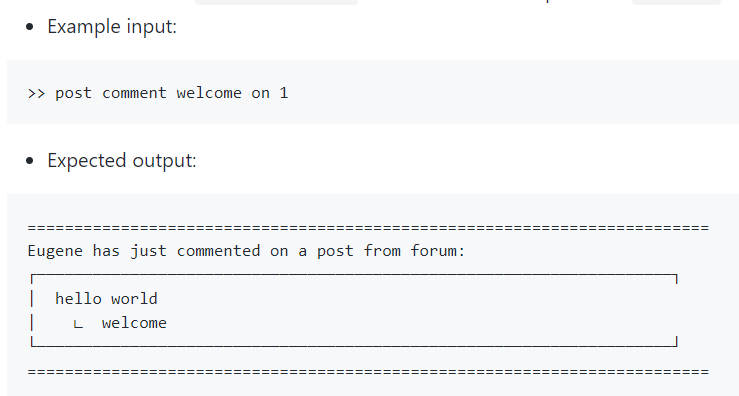 Example input:
>> post comment welcome on 1
Expected output:
=========================================================================
Eugene has just commented on a post from forum:
┌────────────────────────────────────────────────────────────────────┐
│  hello world
│    ∟  welcome
└────────────────────────────────────────────────────────────────────┘
=========================================================================